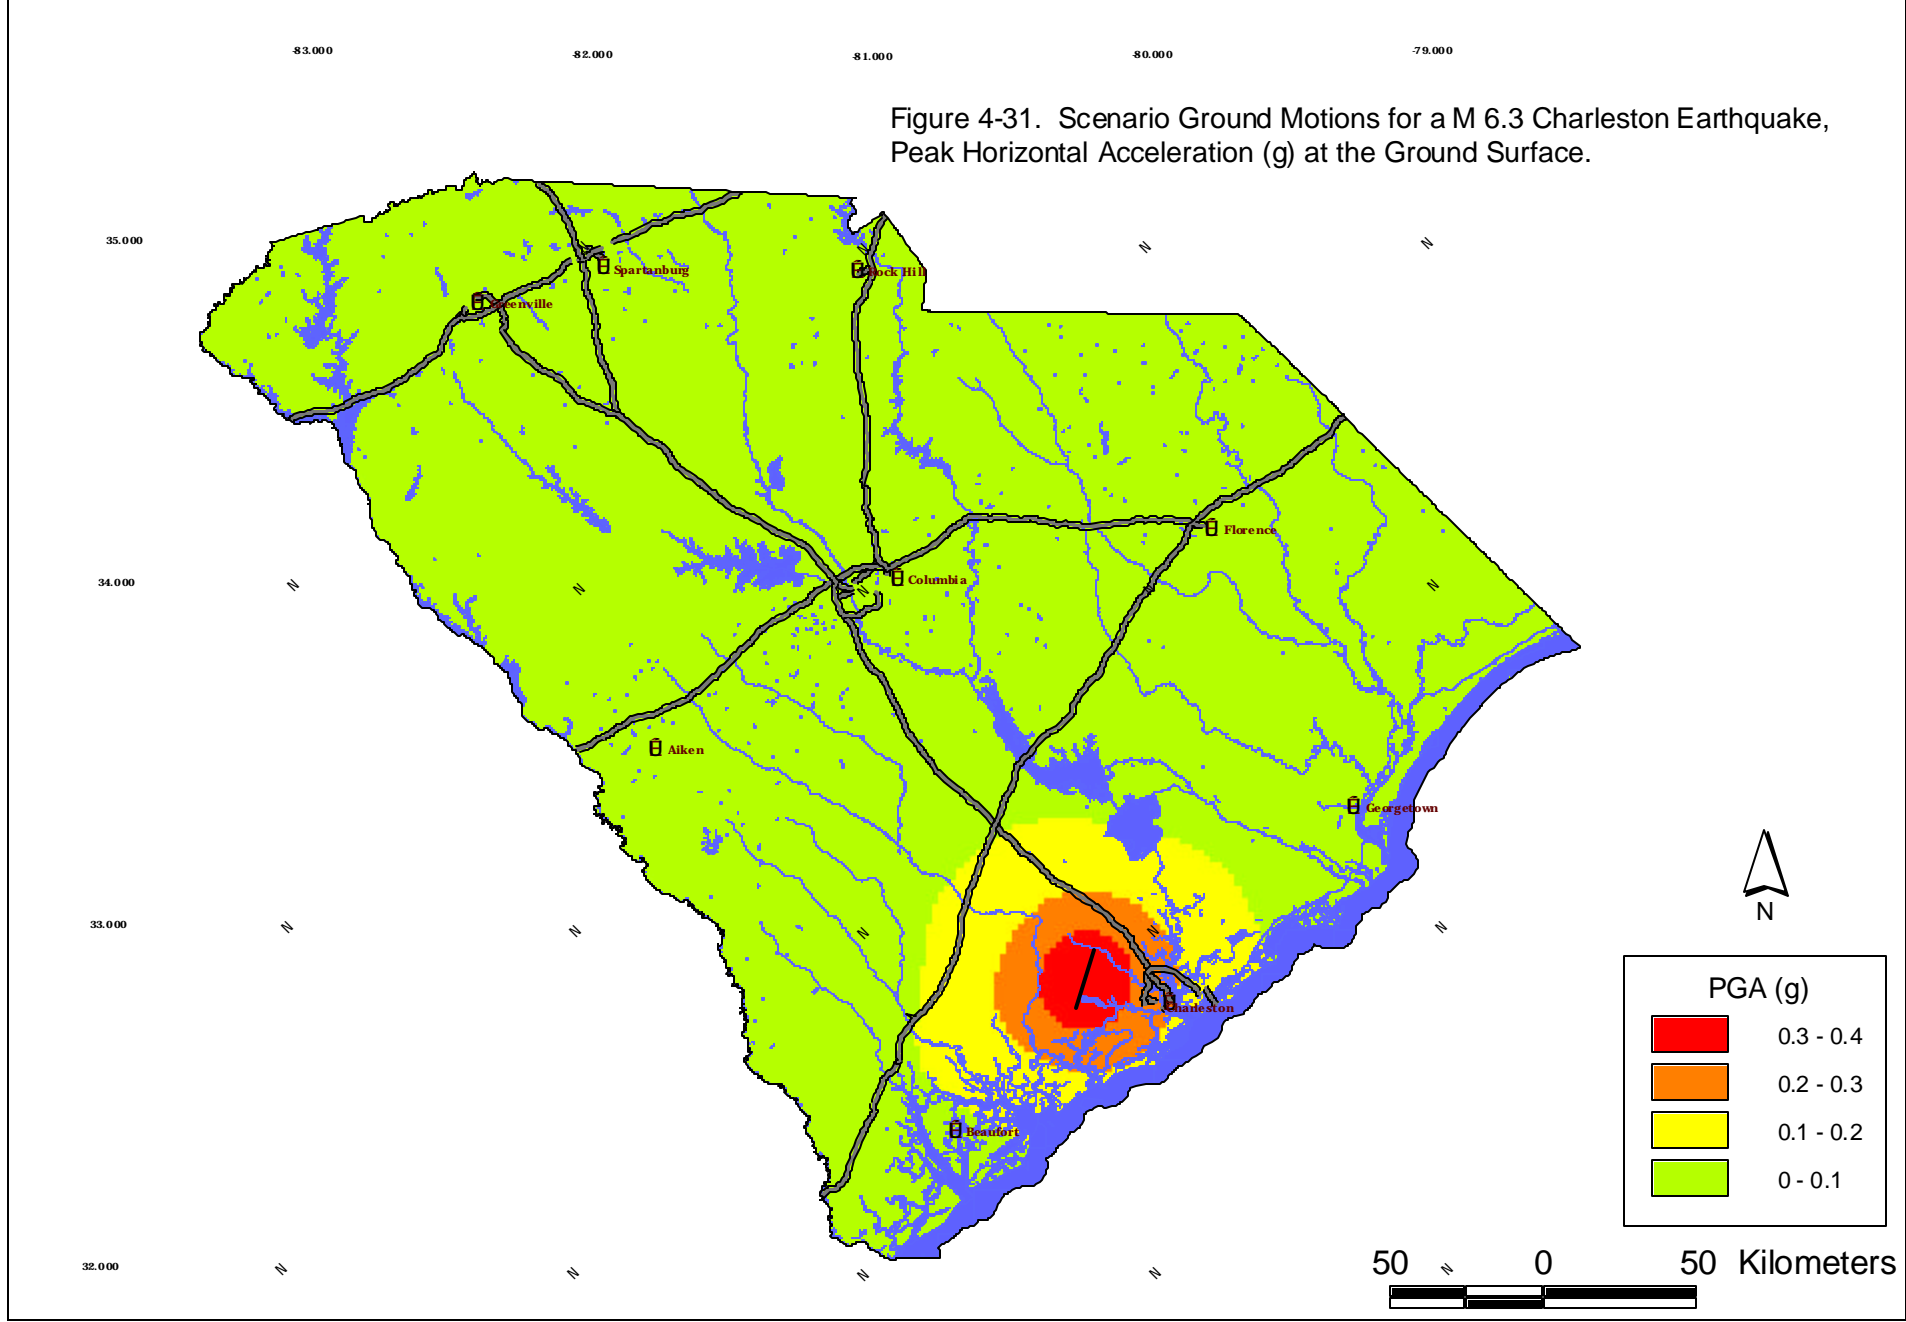 -83.000 -82.000 -81.000 -80.000 -79.000
Figure 4-31. Scenario Ground Motions for a M 6.3 Charleston Earthquake,
Peak Horizontal Acceleration (g) at the Ground Surface.
35.000
N N N
Spartanburg
Rock Hill
Greenville
Florence
Columbia
34.000
N N N N
Aiken
Georgetown
N
33.000
N N N N N
PGA (g)
Charleston
0.3 - 0.4
0.2 - 0.3
Beaufort
0.1 - 0.2
0 - 0.1
32.000
N N N N N
50 0 50 Kilometers